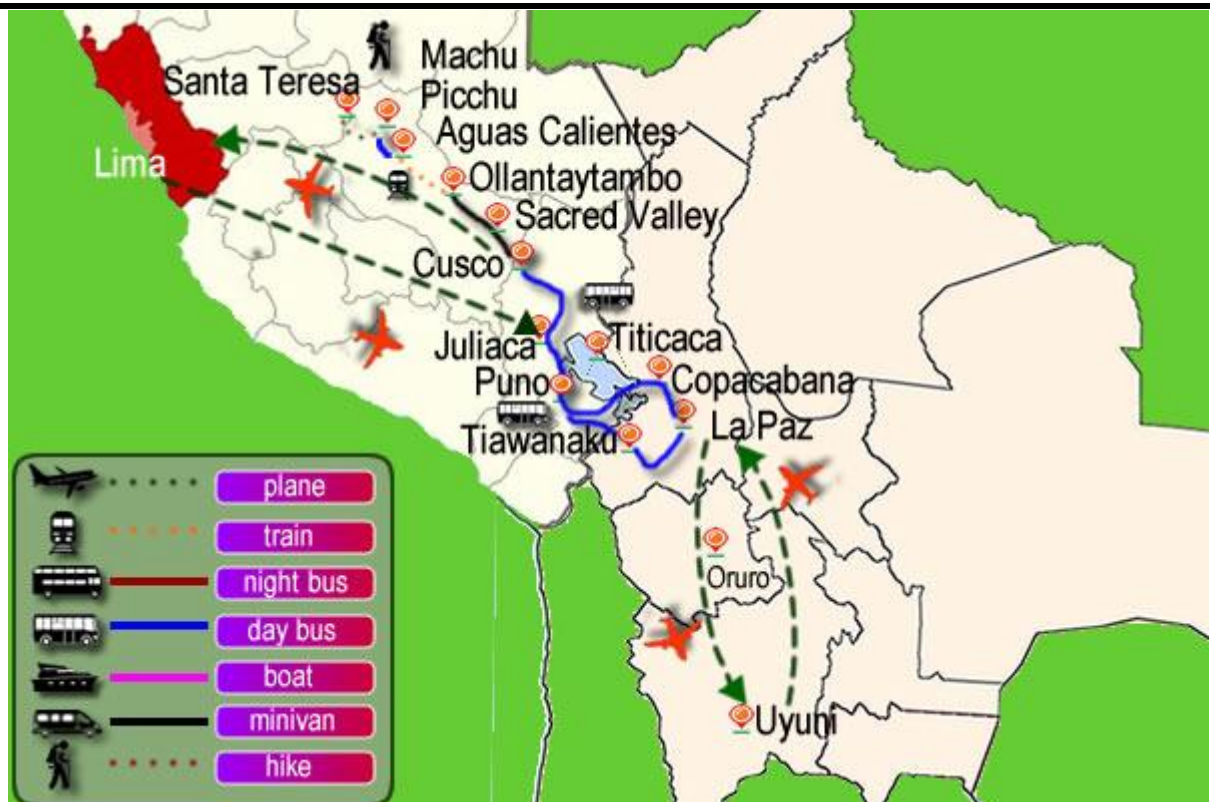 Machu
Santa Teresa
Picchu
Aguas Calientes
Lima
Ollantaytambo
Sacred Valley
Cusco
Titicaca
Juliaca
Puno
Copacabana
La Paz
Tiawanaku
Oruro
Uyuni
plane
train
night bus
day bus
boat
minivan
hike